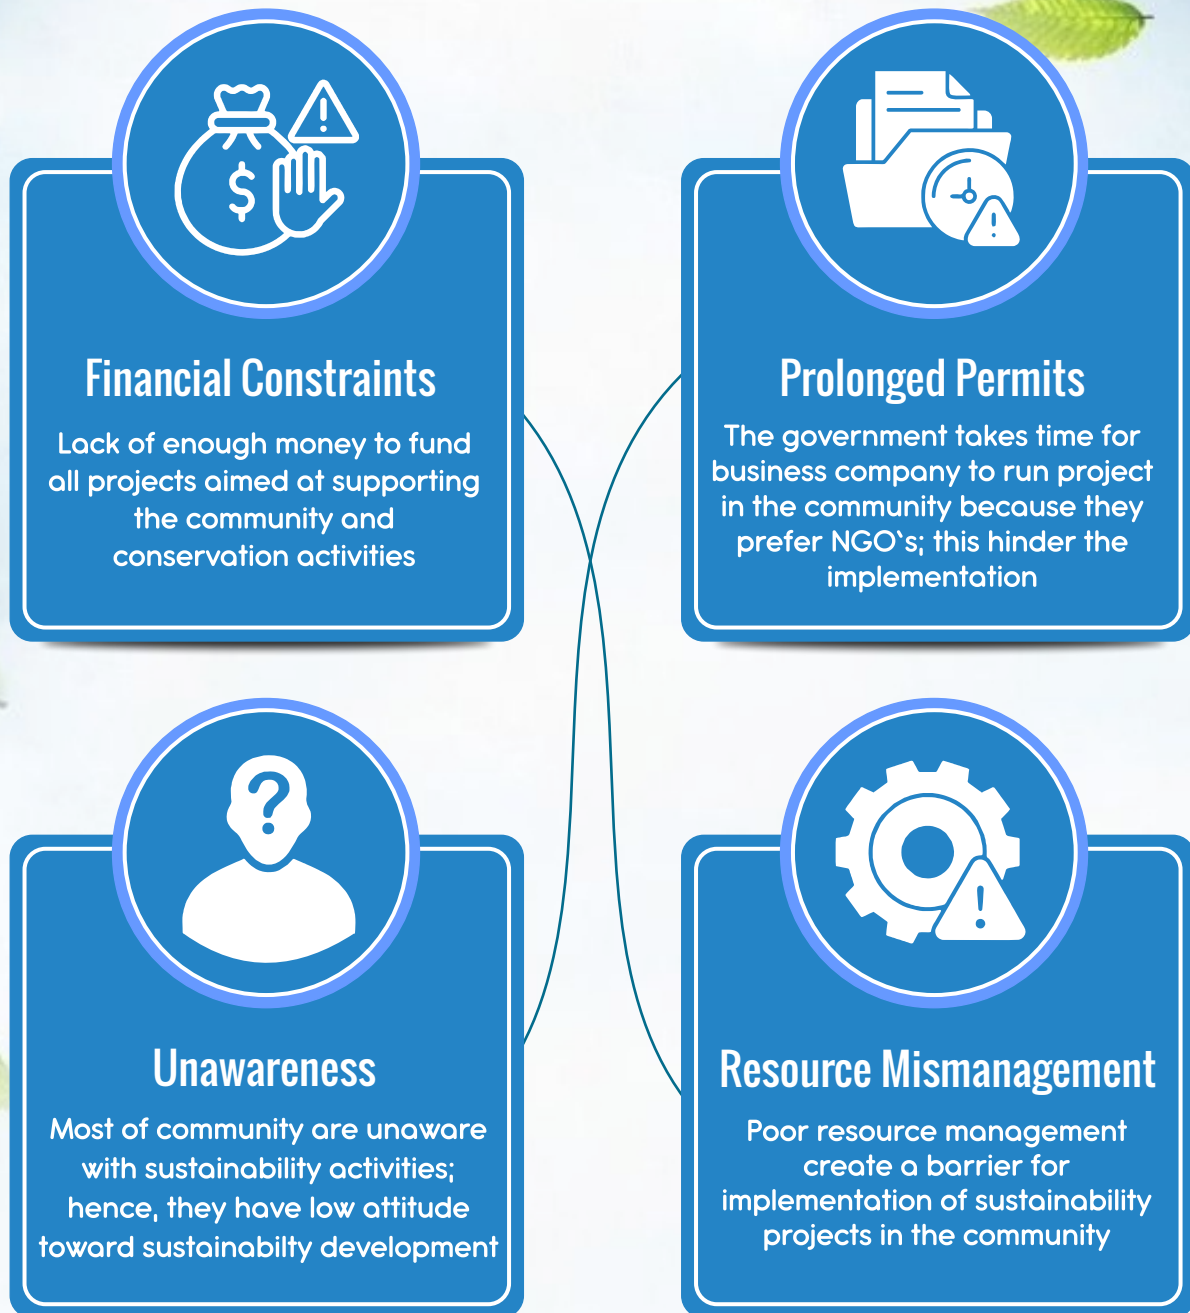 Financial Constraints
Lack of enough money to fund
all projects aimed at supporting
the community and
conservation activities
Prolonged Permits
The government takes time for
business company to run project
in the community because they
prefer NGO`s; this hinder the
implementation
Unawareness
Most of community are unaware
with sustainability activities;
hence, they have low attitude
toward sustainabilty development
Resource Mismanagement
Poor resource management
create a barrier for
implementation of sustainability
projects in the community